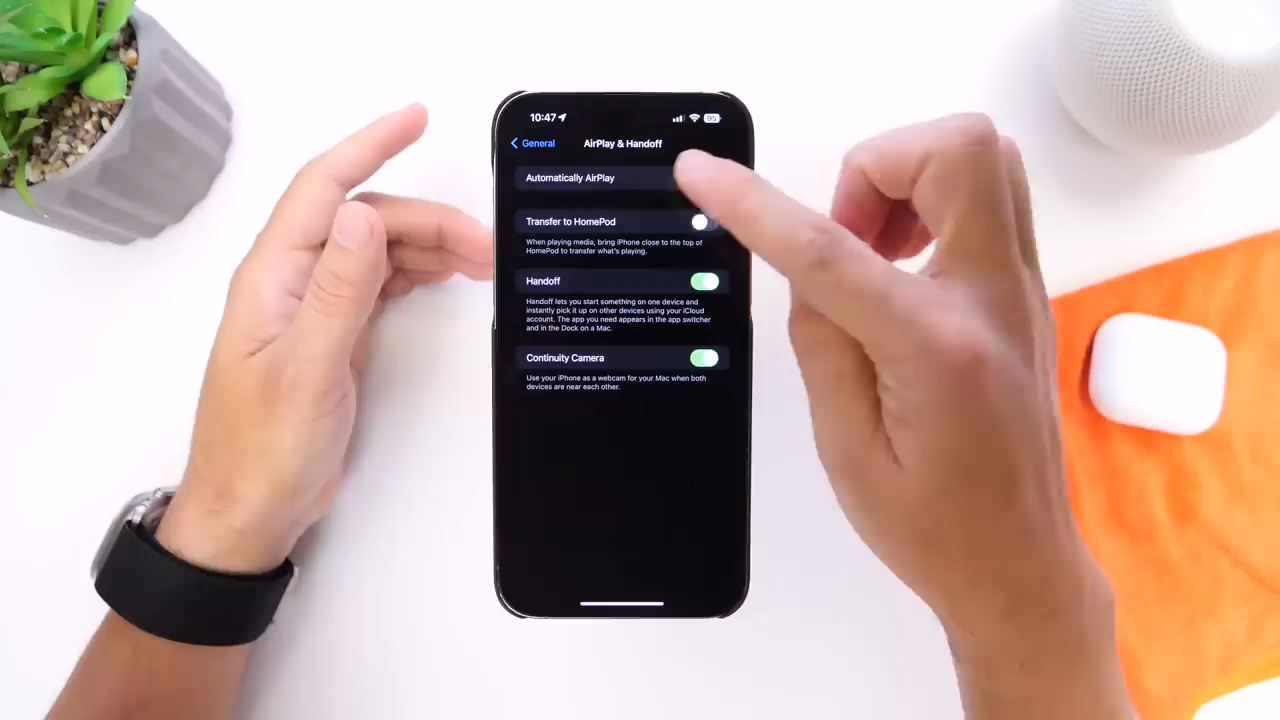 10:47
95
General
AirPlay & Handoff
Automatically AirPlay
Transfer to HomePod
When playing media, bring iPhone close to the top of
HomePod to transfer what's playing.
Handoff
Handoff lets you start something on one device and
instantly pick it up on other devices using your iCloud
account. The app you need appears in the app switcher
and in the Dock on a Mac.
Continuity Camera
Use your iPhone as a webcam for your Mac when both
devices are near each other.